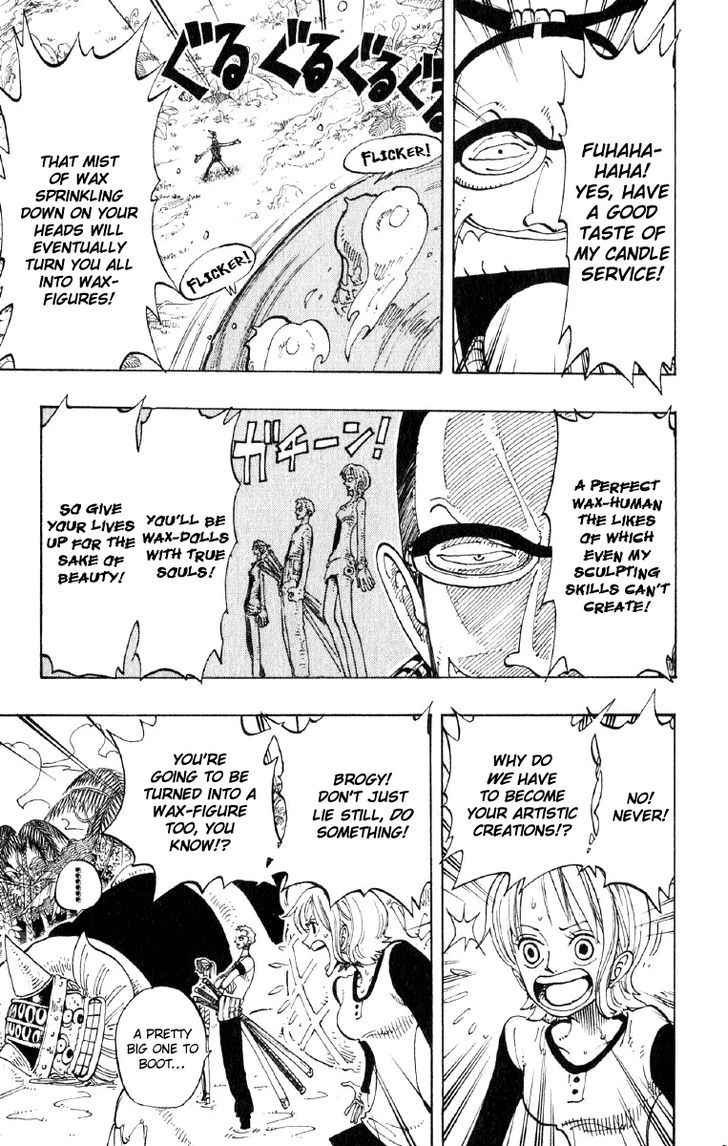 FUHAHA-
HAHA!
YES, HAVE
A GOOD
TASTE OF
MY CANDLE
SERVICE!
ぐるぐるぐるぐる
FLICKER!
FLICKER!
THAT MIST
OF WAX
SPRINKLING
DOWN ON YOUR
HEADS WILL
EVENTUALLY
TURN YOU ALL
INTO WAX-
FIGURES!
A PERFECT
WAX-HUMAN
THE LIKES
OF WHICH
EVEN MY
SCULPTING
SKILLS CAN'T
CREATE!
ガチーン!
YOU'LL BE
WAX-DOLLS
WITH TRUE
SOULS!
SO GIVE
YOUR LIVES
UP FOR THE
SAKE OF
BEAUTY!
NO!
NEVER!
WHY DO
WE HAVE
TO BECOME
YOUR ARTISTIC
CREATIONS!?
BROGY!
DON'T JUST
LIE STILL, DO
SOMETHING!
YOU'RE
GOING TO BE
TURNED INTO A
WAX-FIGURE
TOO, YOU
KNOW!?
......
A PRETTY
BIG ONE TO
BOOT...